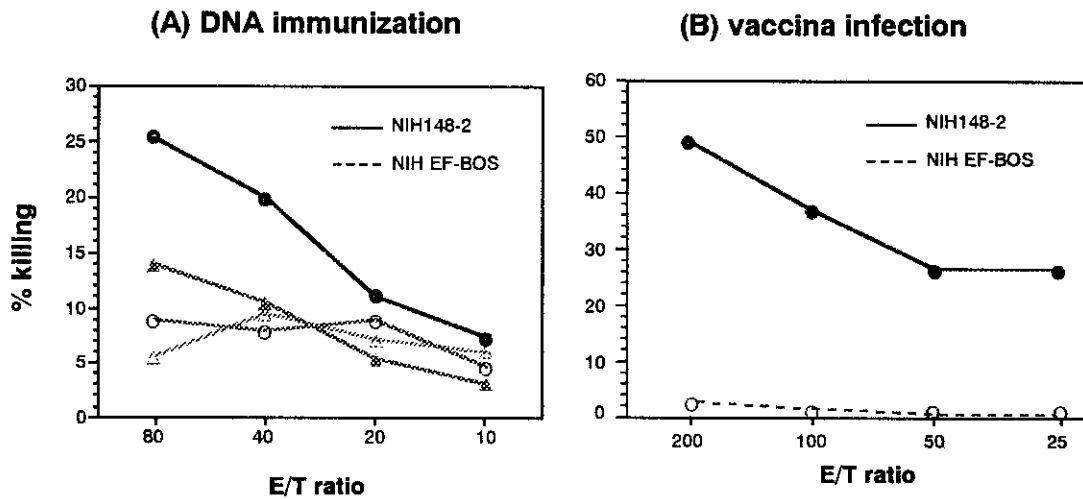 (A) DNA immunization
30
25
20
15
10
5
0
% killing
NIH148-2
NIH EF-BOS
80 40 20 10
E/T ratio
(B) vaccina infection
60
50
40
30
20
10
0
NIH148-2
NIH EF-BOS
200 100 50 25
E/T ratio